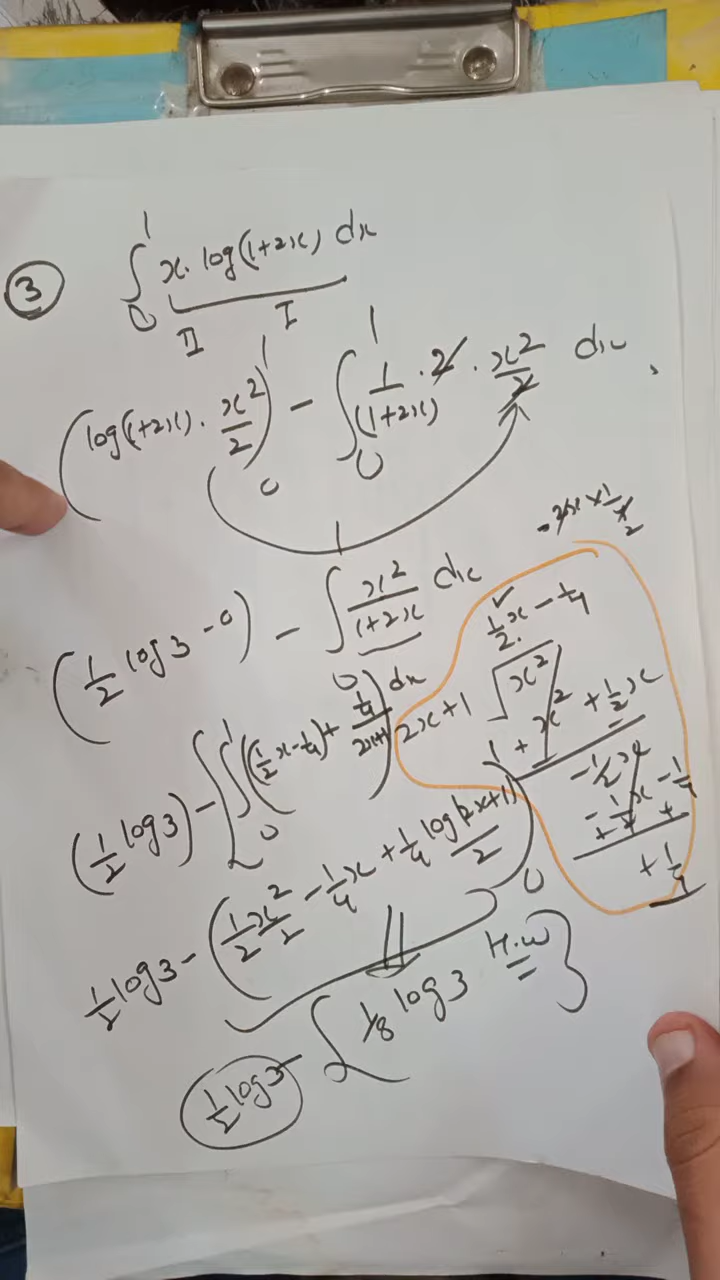 ③ ∫₀¹ x. log(1+2x) dx
II I
(log(1+2x) . x²/2)₀¹ − ∫₀¹ 1/(1+2x) . 2 . x²/2 dx
(1/2 log 3 − 0) − ∫₀¹ x²/(1+2x) dx
1/2 x − 1/4
2x+1 √x²
x² + 1/2 x
−1/2 x
−1/2 x − 1/4
+ +
+ 1/4
(1/2 log 3) − [∫₀¹ ((1/2 x − 1/4) + (1/4)/(2x+1)) dx
1/2 log 3 − (1/2 x²/2 − 1/4 x + 1/4 log(2x+1)/2)₀¹
1/2 log 3 − { 1/8 log 3 H.W }